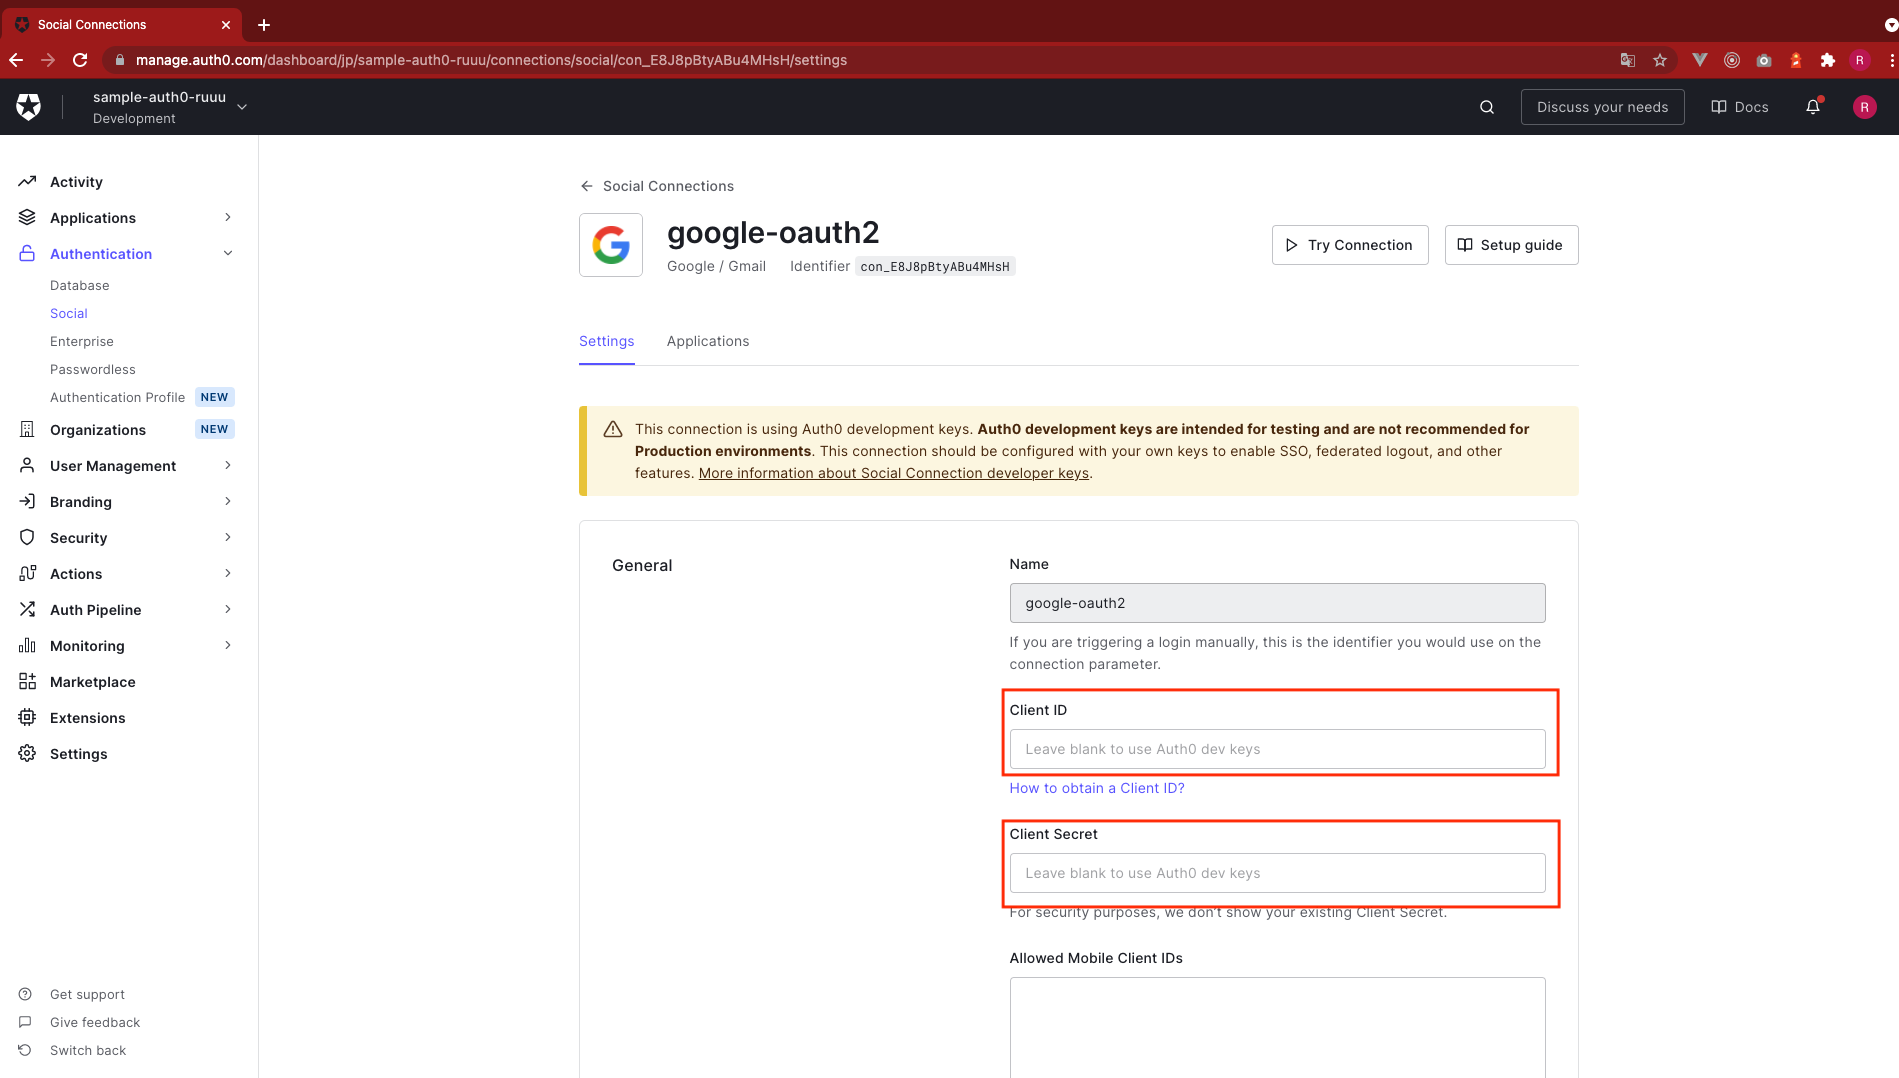 Social Connections
manage.auth0.com/dashboard/jp/sample-auth0-ruuu/connections/social/con_E8J8pBtyABu4MHsH/settings
R
sample-auth0-ruuu
Development
Discuss your needs
Docs
R
Activity
Applications
Authentication
Database
Social
Enterprise
Passwordless
Authentication Profile NEW
Organizations NEW
User Management
Branding
Security
Actions
Auth Pipeline
Monitoring
Marketplace
Extensions
Settings
Get support
Give feedback
Switch back
Social Connections
google-oauth2
Google / Gmail Identifier con_E8J8pBtyABu4MHsH
Try Connection
Setup guide
Settings Applications
This connection is using Auth0 development keys. Auth0 development keys are intended for testing and are not recommended for
Production environments. This connection should be configured with your own keys to enable SSO, federated logout, and other
features. More information about Social Connection developer keys.
General
Name
google-oauth2
If you are triggering a login manually, this is the identifier you would use on the
connection parameter.
Client ID
Leave blank to use Auth0 dev keys
How to obtain a Client ID?
Client Secret
Leave blank to use Auth0 dev keys
For security purposes, we don't show your existing Client Secret.
Allowed Mobile Client IDs